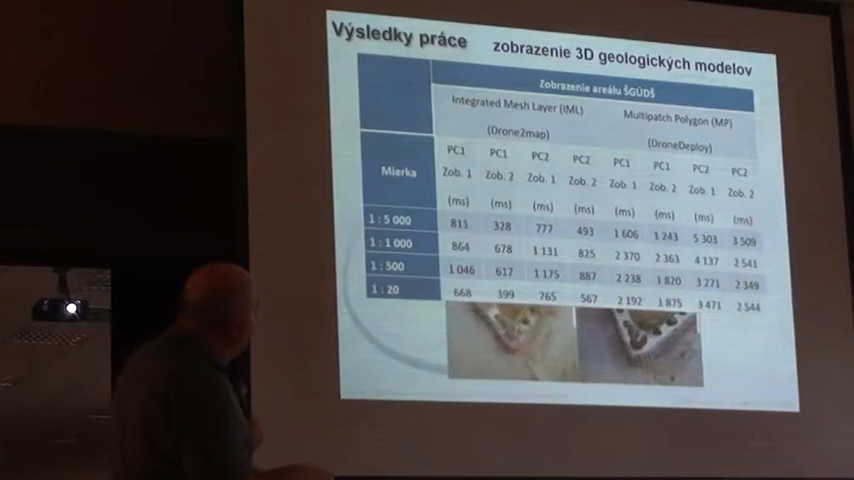 Výsledky práce zobrazenie 3D geologických modelov
Zobrazenie areálu ŠGÚDŠ
Integrated Mesh Layer (IML) Multipatch Polygon (MP)
(Drone2map) (DroneDeploy)
Mierka PC1 PC1 PC2 PC2 PC1 PC1 PC2 PC2
Zob. 1 Zob. 2 Zob. 1 Zob. 2 Zob. 1 Zob. 2 Zob. 1 Zob. 2
(ms) (ms) (ms) (ms) (ms) (ms) (ms) (ms)
1 : 5 000 811 328 777 493 1 606 1 243 5 303 3 509
1 : 1 000 864 678 1 131 825 2 370 2 363 4 137 2 541
1 : 500 1 046 617 1 175 887 2 238 1 820 3 271 2 349
1 : 20 668 399 765 567 2 192 1 875 3 471 2 544